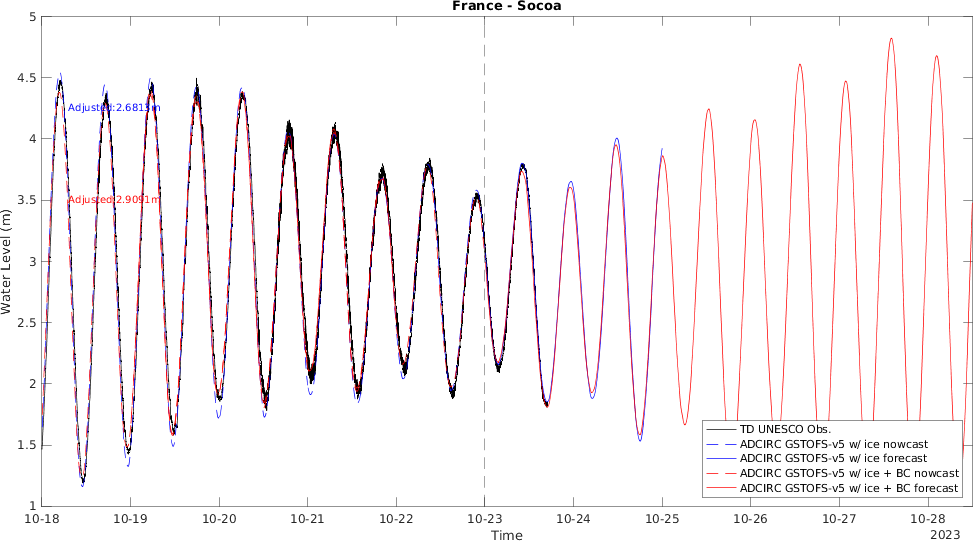 France - Socoa
Water Level (m)
5
4.5
4
3.5
3
2.5
2
1.5
1
Adjusted:2.6813m
Adjusted:2.9091m
TD UNESCO Obs.
ADCIRC GSTOFS-v5 w/ ice nowcast
ADCIRC GSTOFS-v5 w/ ice forecast
ADCIRC GSTOFS-v5 w/ ice + BC nowcast
ADCIRC GSTOFS-v5 w/ ice + BC forecast
10-18 10-19 10-20 10-21 10-22 10-23 10-24 10-25 10-26 10-27 10-28
Time
2023